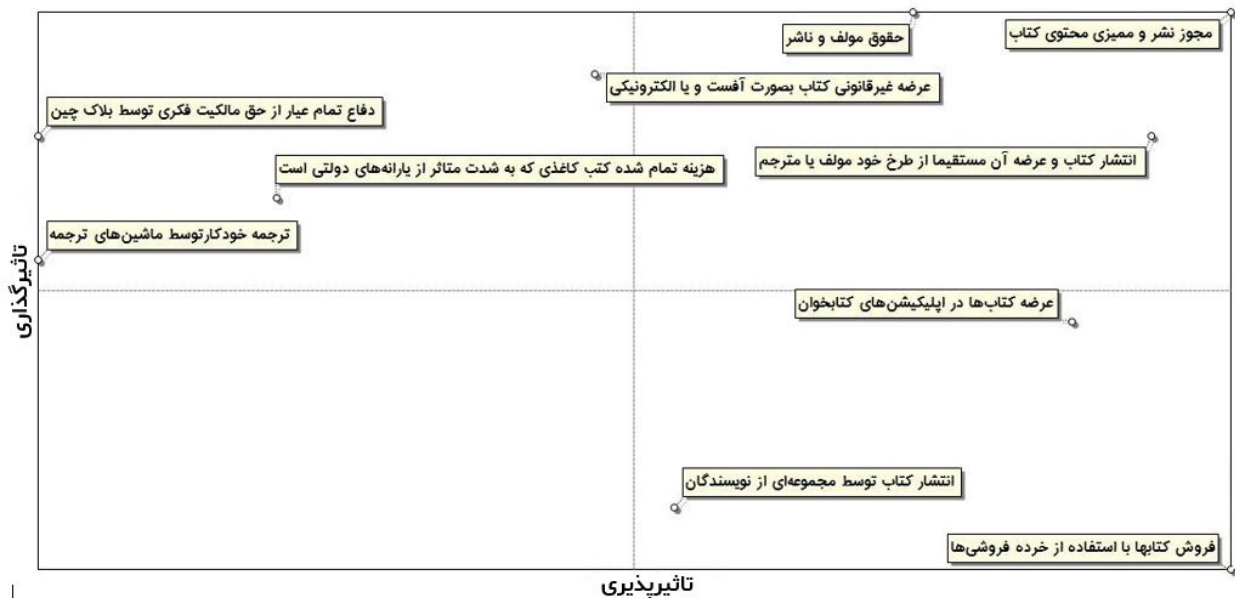 مجوز نشر و ممیزی محتوی کتاب
حقوق مولف و ناشر
عرضه غیرقانونی کتاب بصورت آفست و یا الکترونیکی
دفاع تمام عیار از حق مالکیت فکری توسط بلاک چین
انتشار کتاب و عرضه آن مستقیما از طرخ خود مولف یا مترجم
هزینه تمام شده کتب کاغذی که به شدت متاثر از یارانه‌های دولتی است
ترجمه خودکارتوسط ماشین‌های ترجمه
تاثیرگذاری
عرضه کتاب‌ها در اپلیکیشن‌های کتابخوان
انتشار کتاب توسط مجموعه‌ای از نویسندگان
فروش کتابها با استفاده از خرده فروشی‌ها
تاثیرپذیری